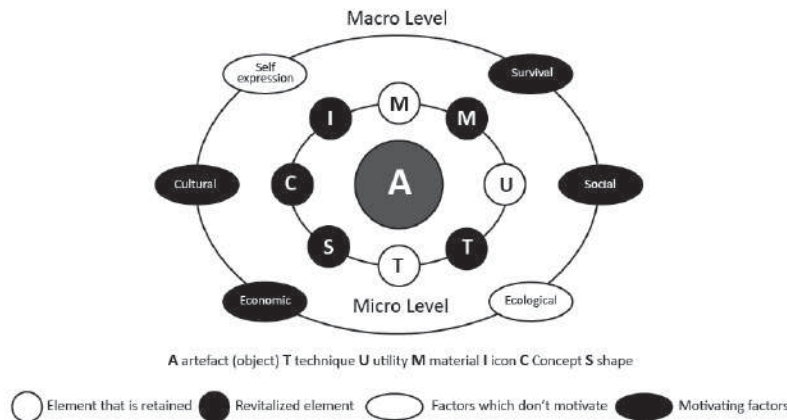 Macro Level
Self
expression
Survival
M
I
M
Cultural
C
A
U
Social
S
T
T
Economic
Micro Level
Ecological
A artefact (object) T technique U utility M material I icon C Concept S shape
Element that is retained
Revitalized element
Factors which don't motivate
Motivating factors